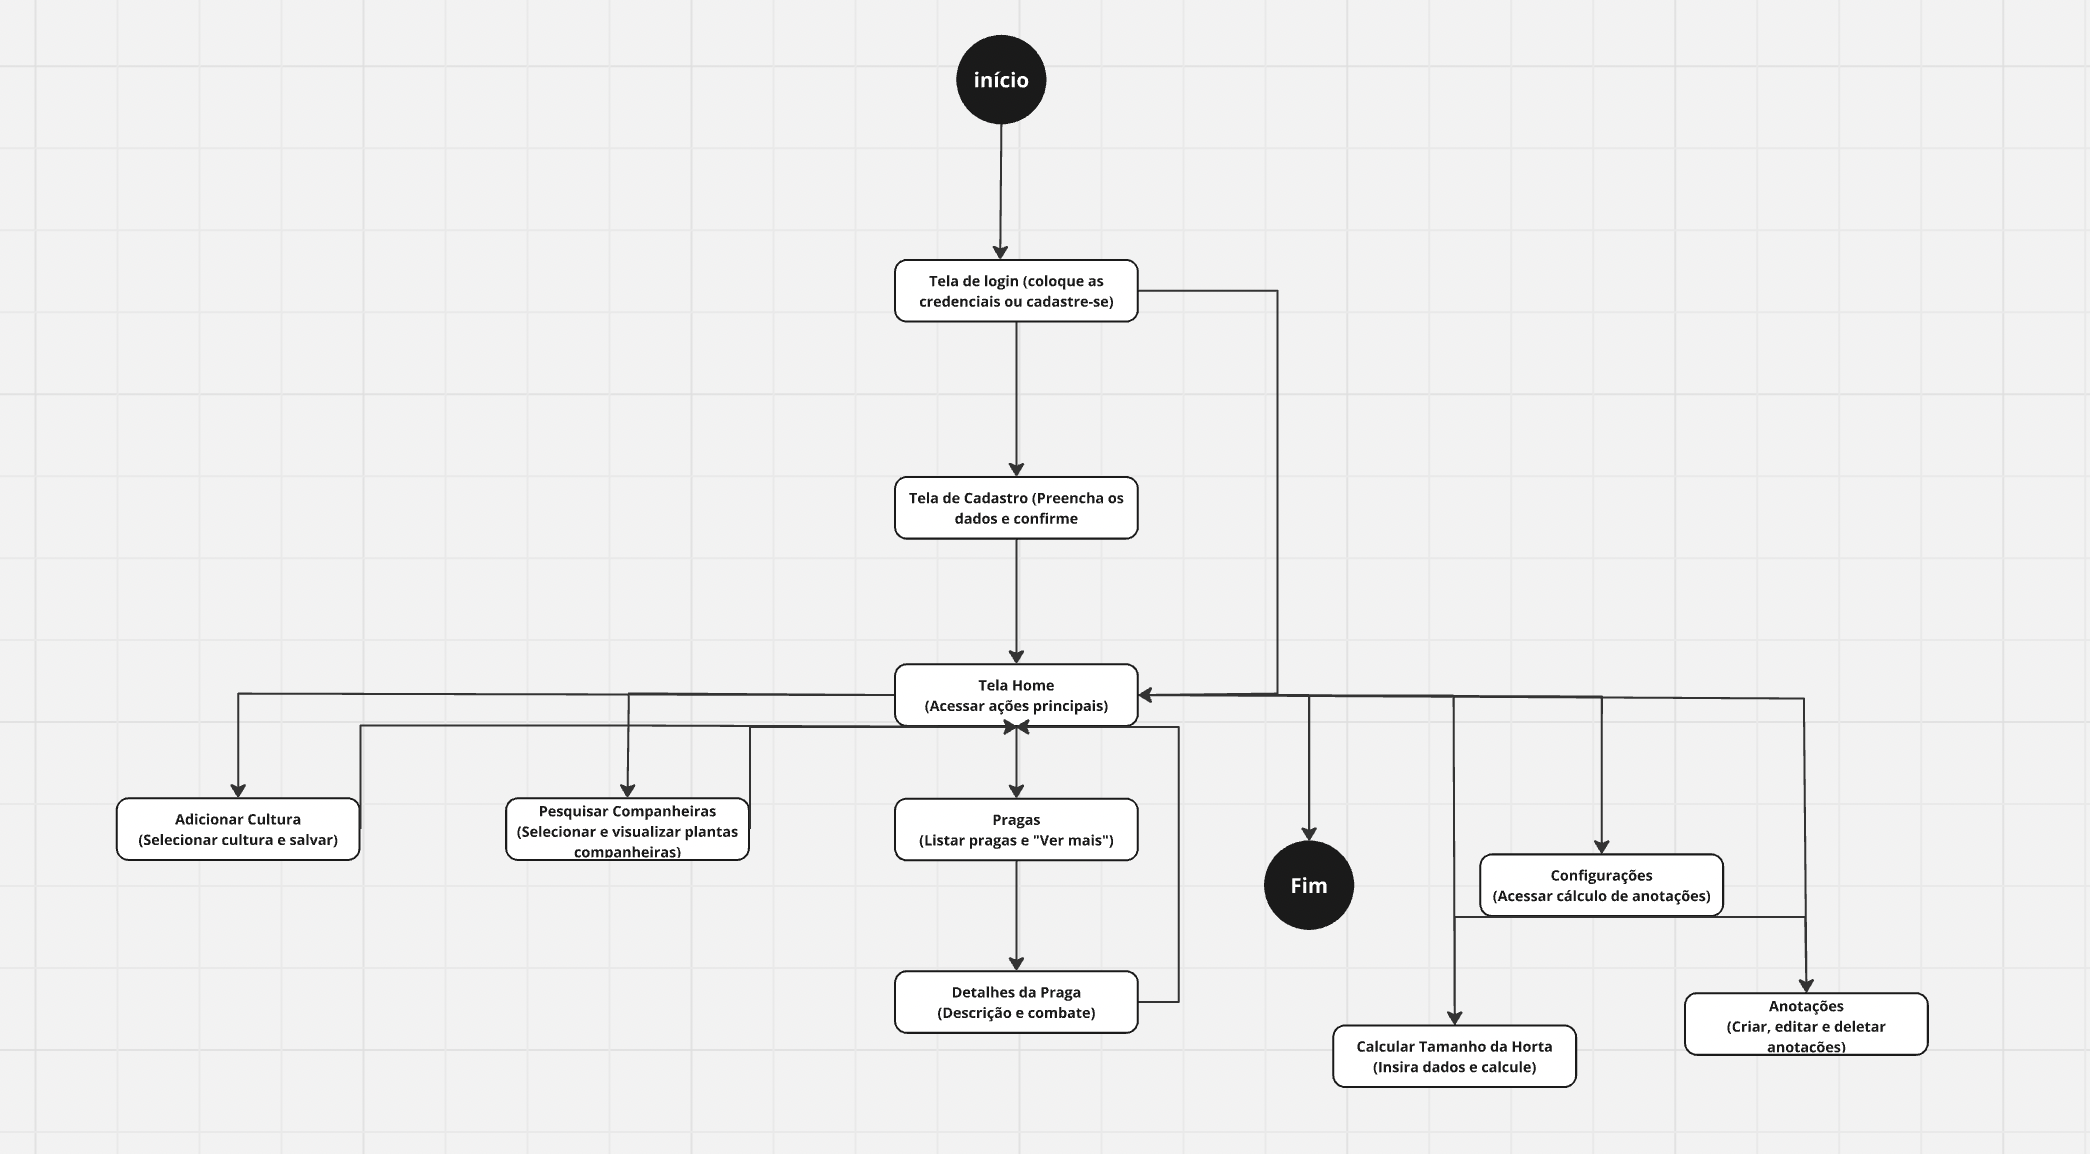 início
Tela de login (coloque as
credenciais ou cadastre-se)
Tela de Cadastro (Preencha os
dados e confirme
Tela Home
(Acessar ações principais)
Adicionar Cultura
(Selecionar cultura e salvar)
Pesquisar Companheiras
(Selecionar e visualizar plantas
companheiras)
Pragas
(Listar pragas e "Ver mais")
Fim
Configurações
(Acessar cálculo de anotações)
Detalhes da Praga
(Descrição e combate)
Calcular Tamanho da Horta
(Insira dados e calcule)
Anotações
(Criar, editar e deletar
anotações)